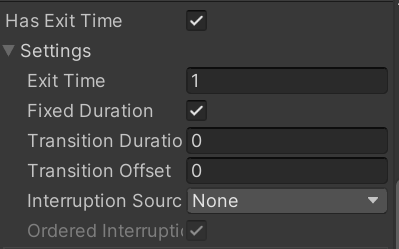 Has Exit Time
Settings
Exit Time 1
Fixed Duration
Transition Duratio 0
Transition Offset 0
Interruption Sourc None
Ordered Interrupti